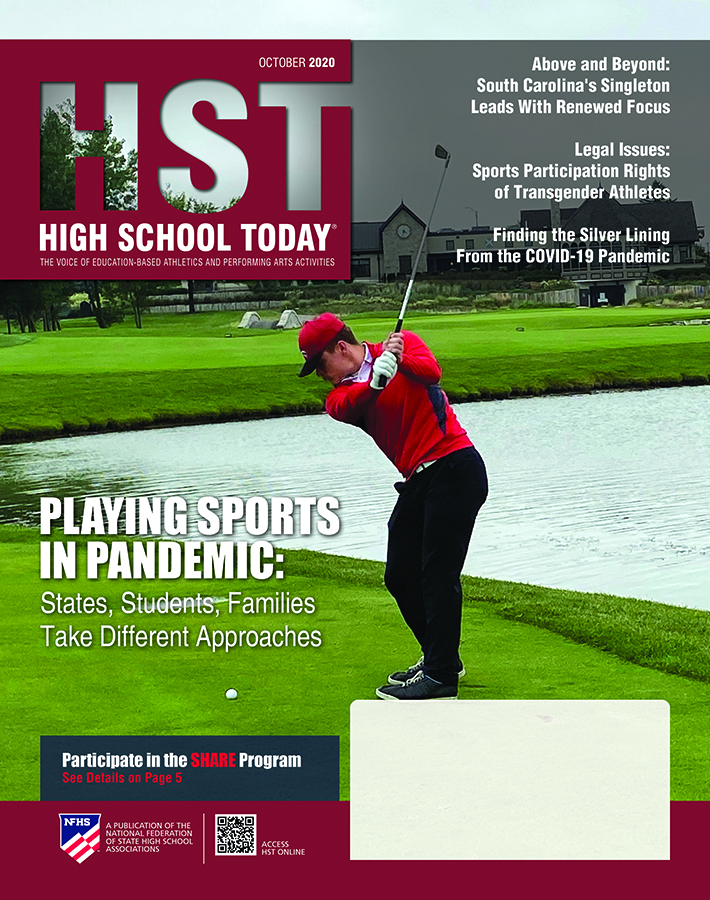 OCTOBER 2020
HST
HIGH SCHOOL TODAY®
THE VOICE OF EDUCATION-BASED ATHLETICS AND PERFORMING ARTS ACTIVITIES
Above and Beyond:
South Carolina's Singleton
Leads With Renewed Focus
Legal Issues:
Sports Participation Rights
of Transgender Athletes
Finding the Silver Lining
From the COVID-19 Pandemic
PLAYING SPORTS
IN PANDEMIC:
States, Students, Families
Take Different Approaches
Participate in the SHARE Program
See Details on Page 5
NFHS
A PUBLICATION OF THE
NATIONAL FEDERATION
OF STATE HIGH SCHOOL
ASSOCIATIONS
ACCESS
HST ONLINE